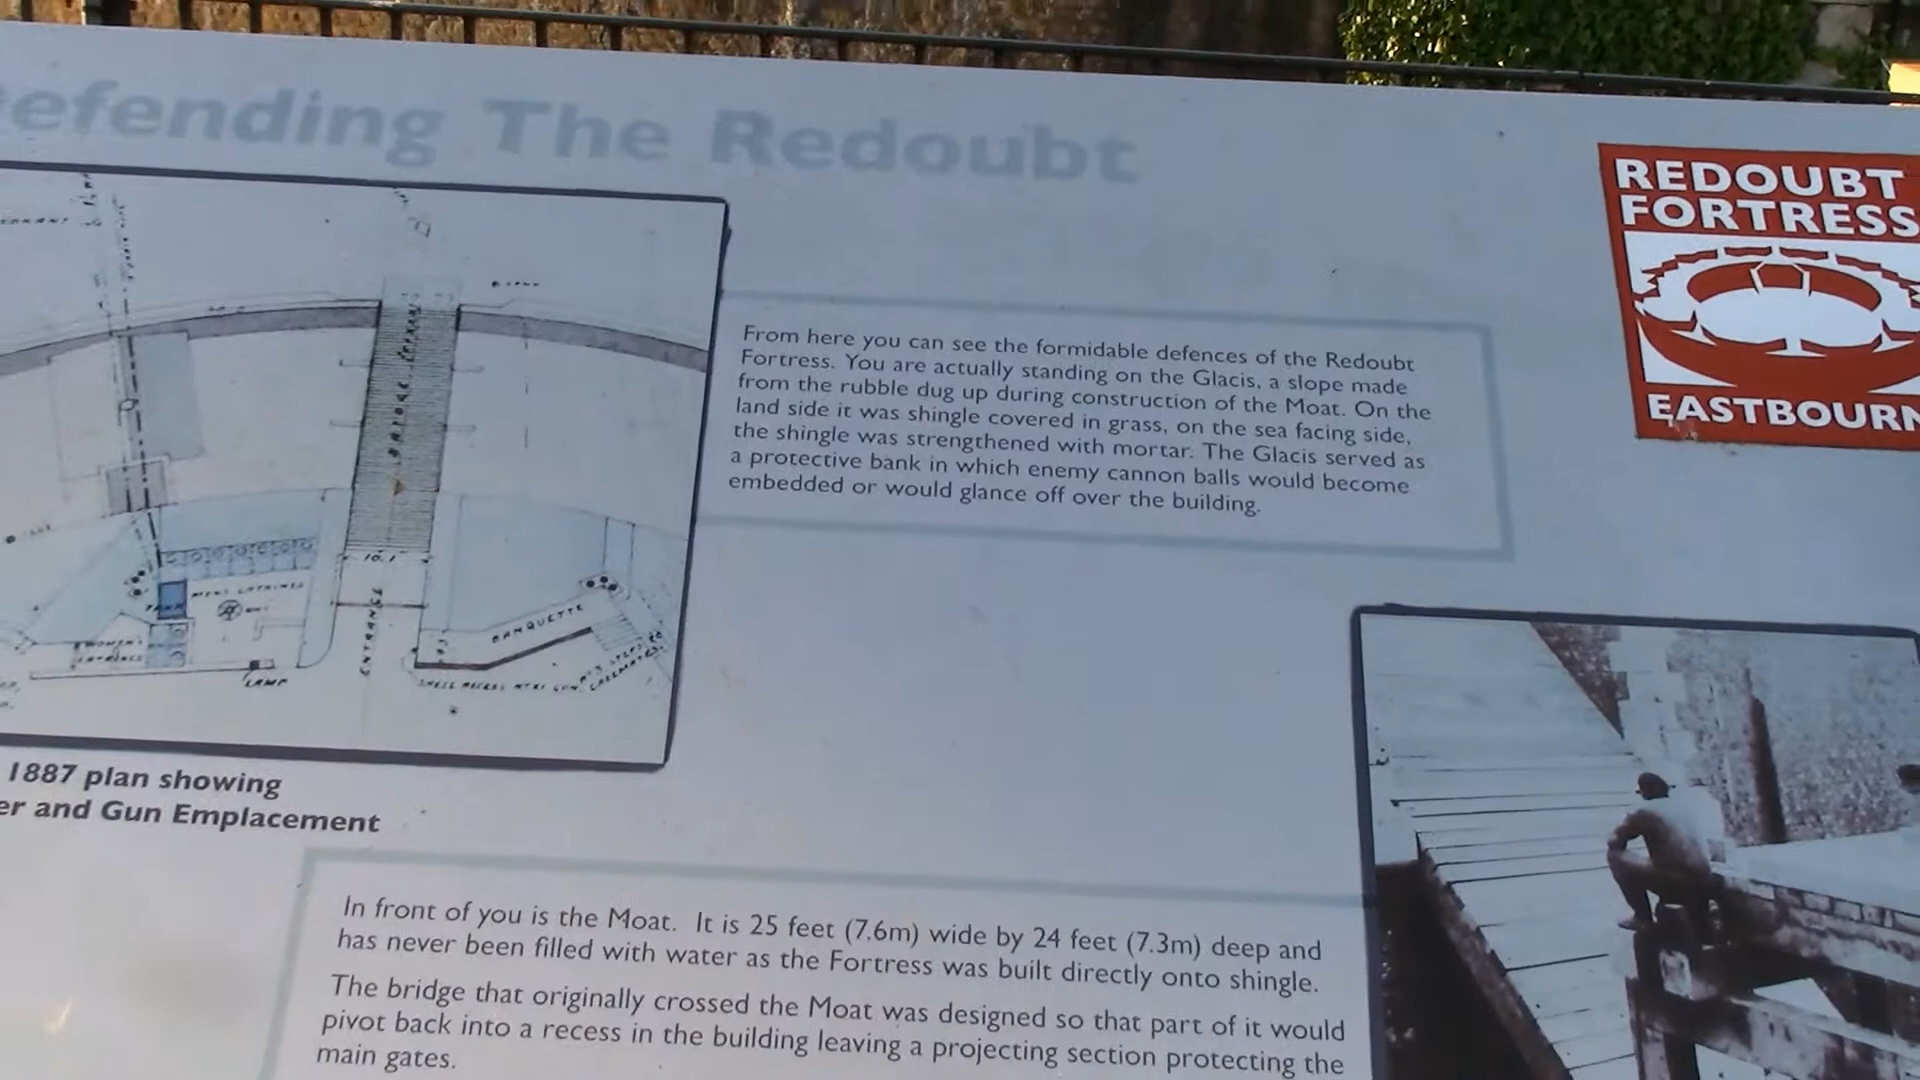 efending The Redoubt
REDOUBT
FORTRESS
EASTBOURN
From here you can see the formidable defences of the Redoubt
Fortress. You are actually standing on the Glacis, a slope made
from the rubble dug up during construction of the Moat. On the
land side it was shingle covered in grass, on the sea facing side,
the shingle was strengthened with mortar. The Glacis served as
a protective bank in which enemy cannon balls would become
embedded or would glance off over the building.
10.1
ENTRANCE
BANQUETTE
LAMP
1887 plan showing
er and Gun Emplacement
In front of you is the Moat. It is 25 feet (7.6m) wide by 24 feet (7.3m) deep and
has never been filled with water as the Fortress was built directly onto shingle.
The bridge that originally crossed the Moat was designed so that part of it would
pivot back into a recess in the building leaving a projecting section protecting the
main gates.